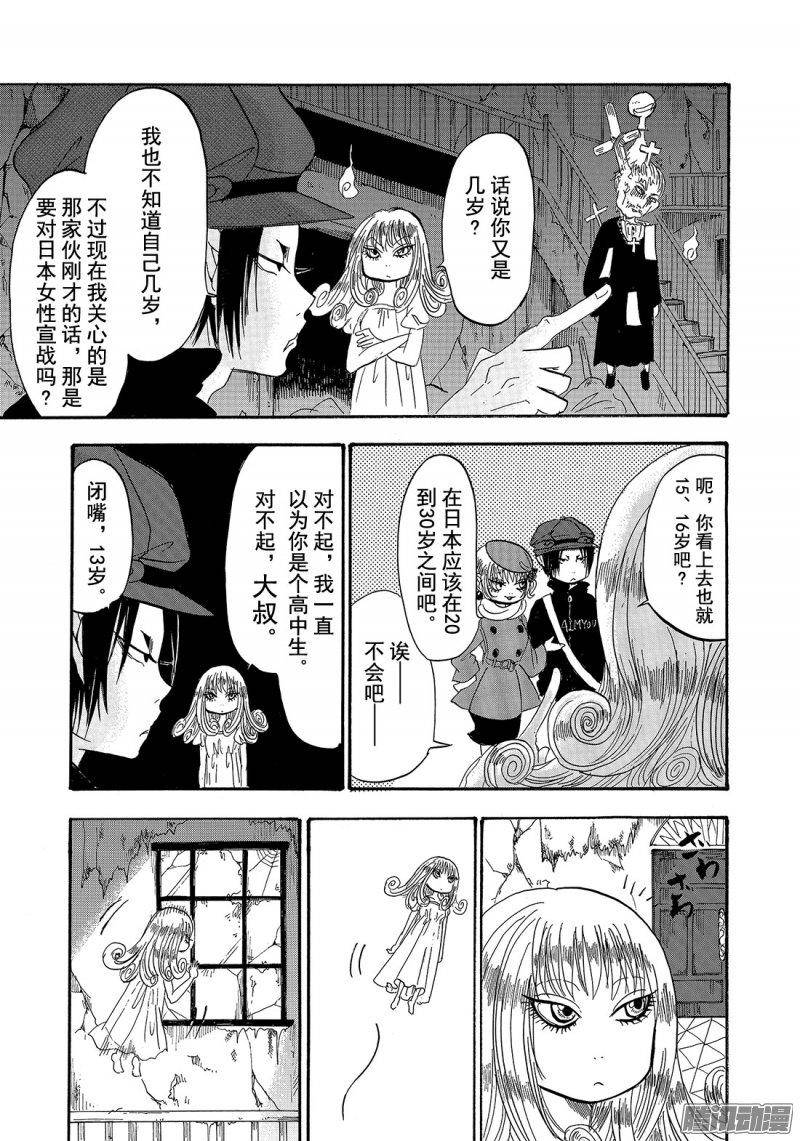 话说你又是
几岁？
我也不知道自己几岁，
不过现在我关心的是
那家伙刚才的话，那是
要对日本女性宣战吗？
呃，你看上去也就
15、16岁吧？
在日本应该在20
到30岁之间吧。
诶——
不会吧——
41MYOU
对不起，我一直
以为你是个高中生。
对不起，大叔。
闭嘴，13岁。
ざわ
ざわ
腾讯动漫